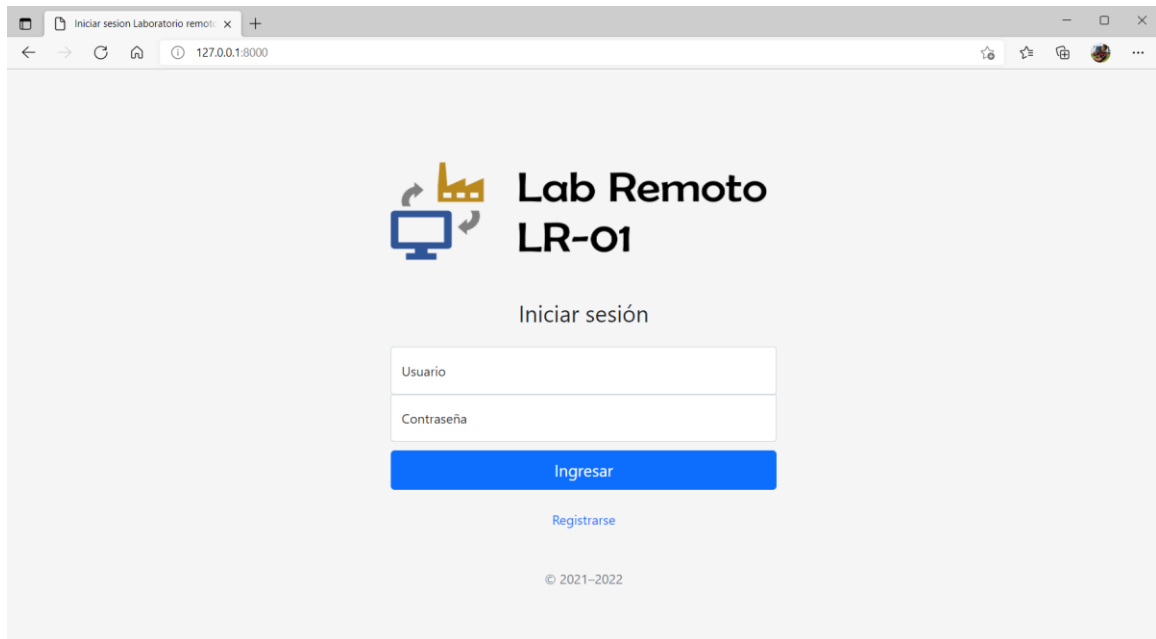 Iniciar sesion Laboratorio remoto
127.0.0.1:8000
Lab Remoto
LR-01
Iniciar sesión
Usuario
Contraseña
Ingresar
Registrarse
© 2021–2022